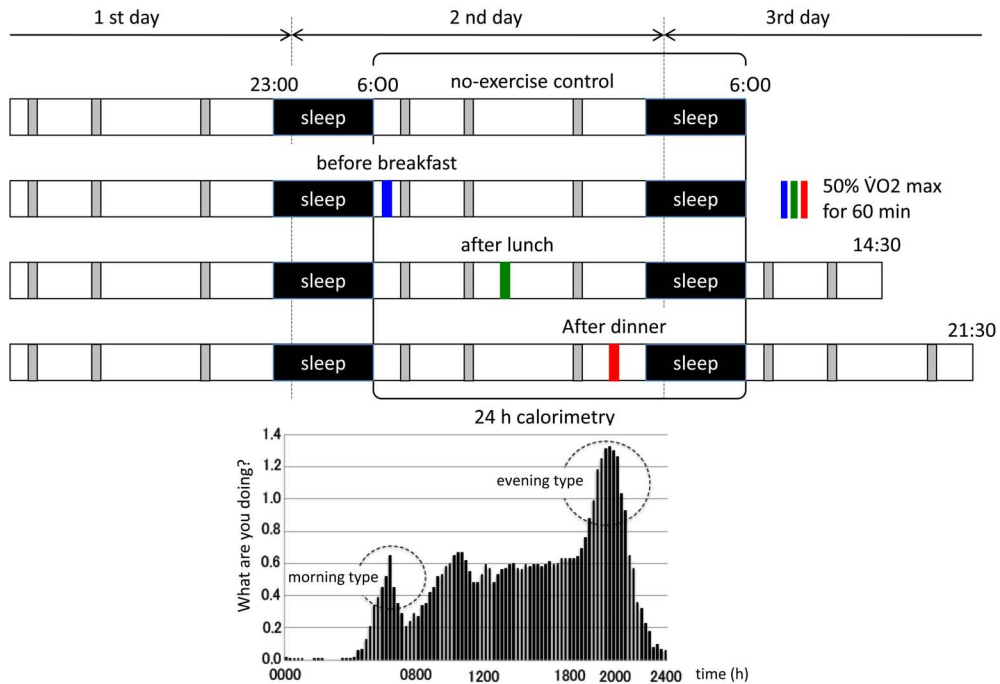 1 st day 2 nd day 3rd day
no-exercise control
23:00 6:00 6:00
sleep sleep
before breakfast
sleep sleep
50% V̇O2 max
for 60 min
after lunch
14:30
sleep sleep
After dinner
21:30
sleep sleep
24 h calorimetry
What are you doing?
1.4
1.2
1.0
0.8
0.6
0.4
0.2
0.0
evening type
morning type
0000 0800 1200 1800 2000 2400 time (h)